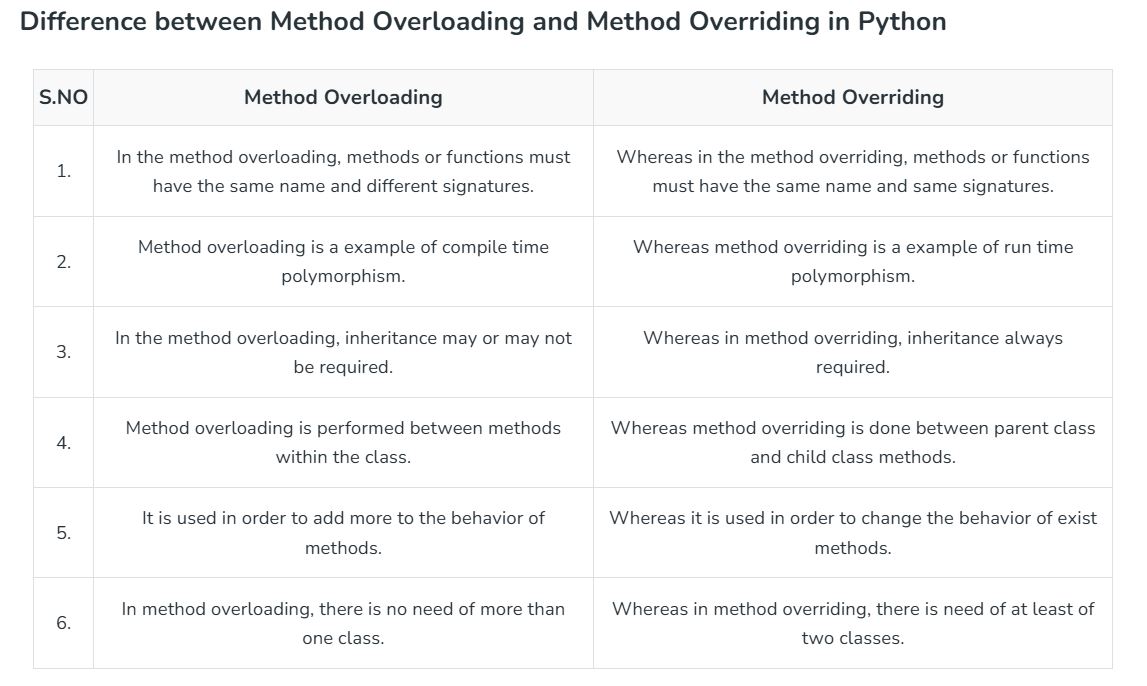 Difference between Method Overloading and Method Overriding in Python
S.NO Method Overloading Method Overriding
1.
In the method overloading, methods or functions must
have the same name and different signatures.
Whereas in the method overriding, methods or functions
must have the same name and same signatures.
2.
Method overloading is a example of compile time
polymorphism.
Whereas method overriding is a example of run time
polymorphism.
3.
In the method overloading, inheritance may or may not
be required.
Whereas in method overriding, inheritance always
required.
4.
Method overloading is performed between methods
within the class.
Whereas method overriding is done between parent class
and child class methods.
5.
It is used in order to add more to the behavior of
methods.
Whereas it is used in order to change the behavior of exist
methods.
6.
In method overloading, there is no need of more than
one class.
Whereas in method overriding, there is need of at least of
two classes.